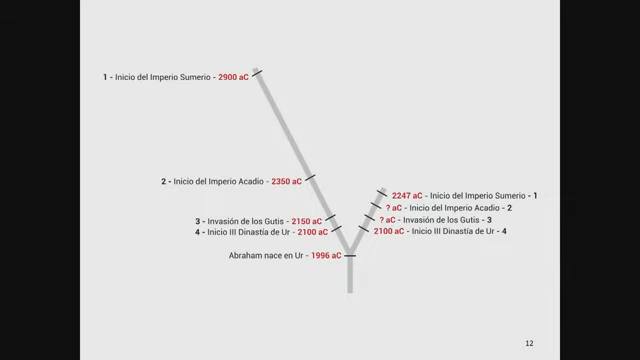 1 - Inicio del Imperio Sumerio - 2900 aC
2 - Inicio del Imperio Acadio - 2350 aC
2247 aC - Inicio del Imperio Sumerio - 1
? aC - Inicio del Imperio Acadio - 2
3 - Invasión de los Gutis - 2150 aC
? aC - Invasión de los Gutis - 3
4 - Inicio III Dinastía de Ur - 2100 aC
2100 aC - Inicio III Dinastía de Ur - 4
Abraham nace en Ur - 1996 aC
12